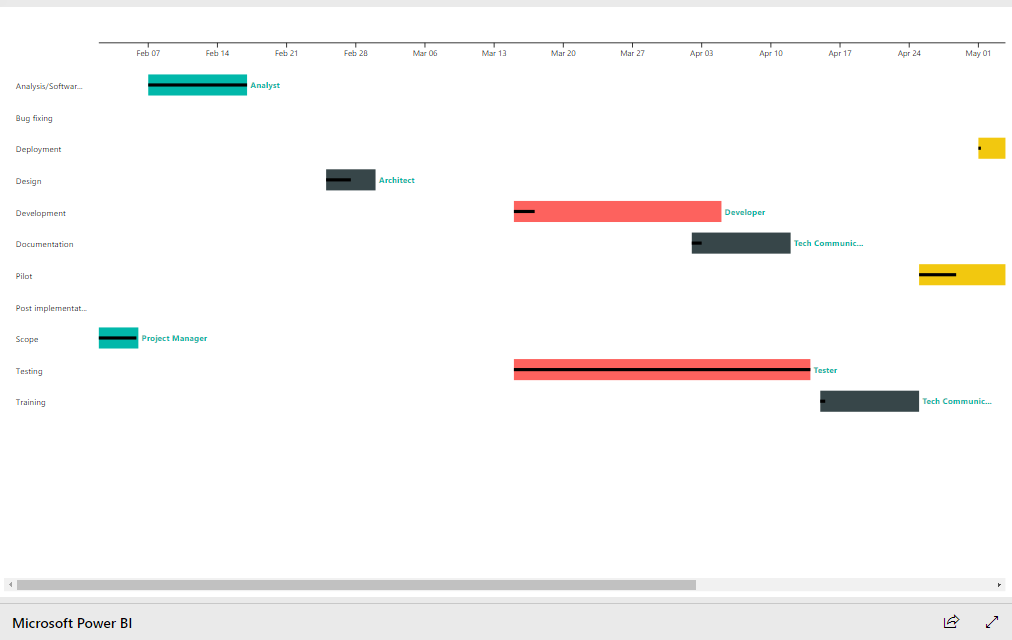 Feb 07 Feb 14 Feb 21 Feb 28 Mar 06 Mar 13 Mar 20 Mar 27 Apr 03 Apr 10 Apr 17 Apr 24 May 01
Analysis/Softwar... Analyst
Bug fixing
Deployment
Design Architect
Development Developer
Documentation Tech Communic...
Pilot
Post implementat...
Scope Project Manager
Testing Tester
Training Tech Communic...
Microsoft Power BI